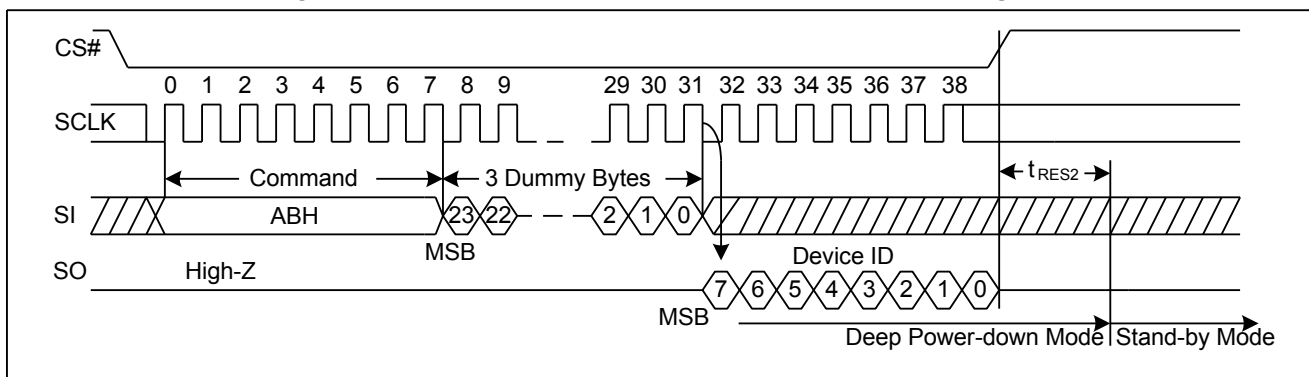 CS#
0 1 2 3 4 5 6 7 8 9 29 30 31 32 33 34 35 36 37 38
SCLK
Command 3 Dummy Bytes tRES2
SI ABH 23 22 2 1 0
MSB
Device ID
SO High-Z 7 6 5 4 3 2 1 0
MSB
Deep Power-down Mode Stand-by Mode